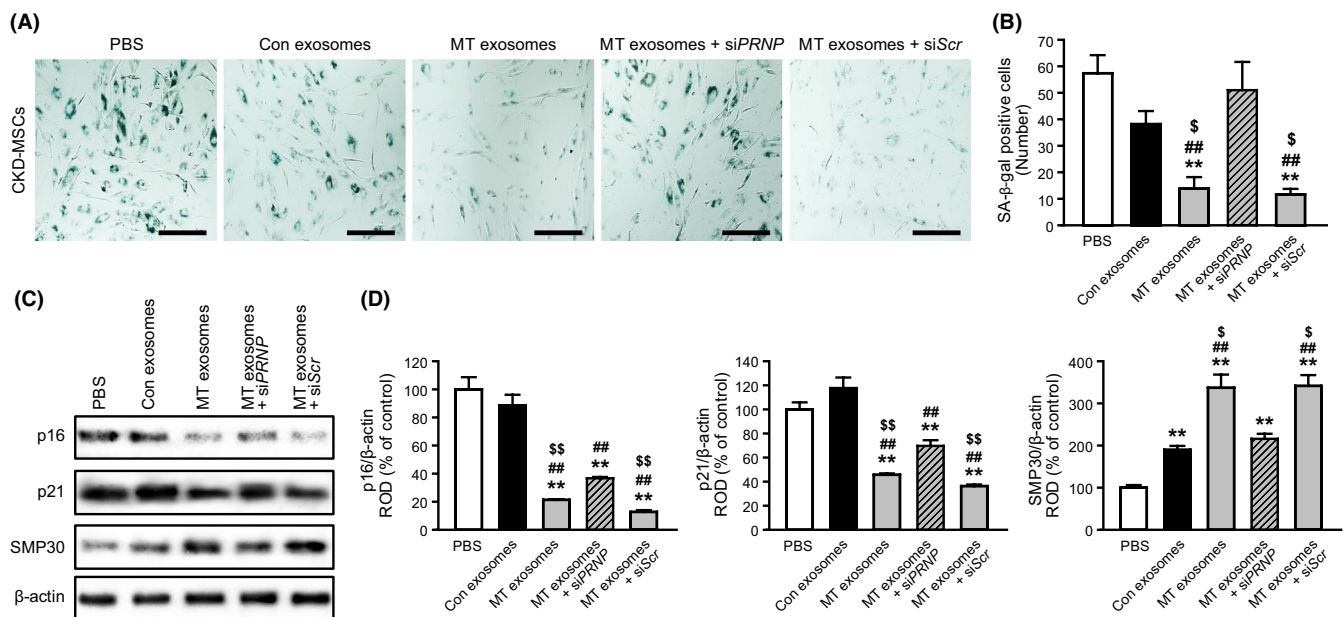 (A)
PBS
Con exosomes
MT exosomes
MT exosomes + siPRNP
MT exosomes + siScr
CKD-MSCs
(B)
SA-β-gal positive cells
(Number)
70
60
50
40
30
20
10
0
$
##
**
$
##
**
PBS
Con exosomes
MT exosomes
MT exosomes
+ siPRNP
MT exosomes
+ siScr
(C)
PBS
Con exosomes
MT exosomes
MT exosomes
+ siPRNP
MT exosomes
+ siScr
p16
p21
SMP30
β-actin
(D)
p16/β-actin
ROD (% of control)
120
100
80
60
40
20
0
$$
##
**
##
**
$$
##
**
PBS
Con exosomes
MT exosomes
MT exosomes
+ siPRNP
MT exosomes
+ siScr
p21/β-actin
ROD (% of control)
140
120
100
80
60
40
20
0
$$
##
**
##
**
$$
##
**
PBS
Con exosomes
MT exosomes
MT exosomes
+ siPRNP
MT exosomes
+ siScr
SMP30/β-actin
ROD (% of control)
400
300
200
100
0
**
$
##
**
**
$
##
**
PBS
Con exosomes
MT exosomes
MT exosomes
+ siPRNP
MT exosomes
+ siScr